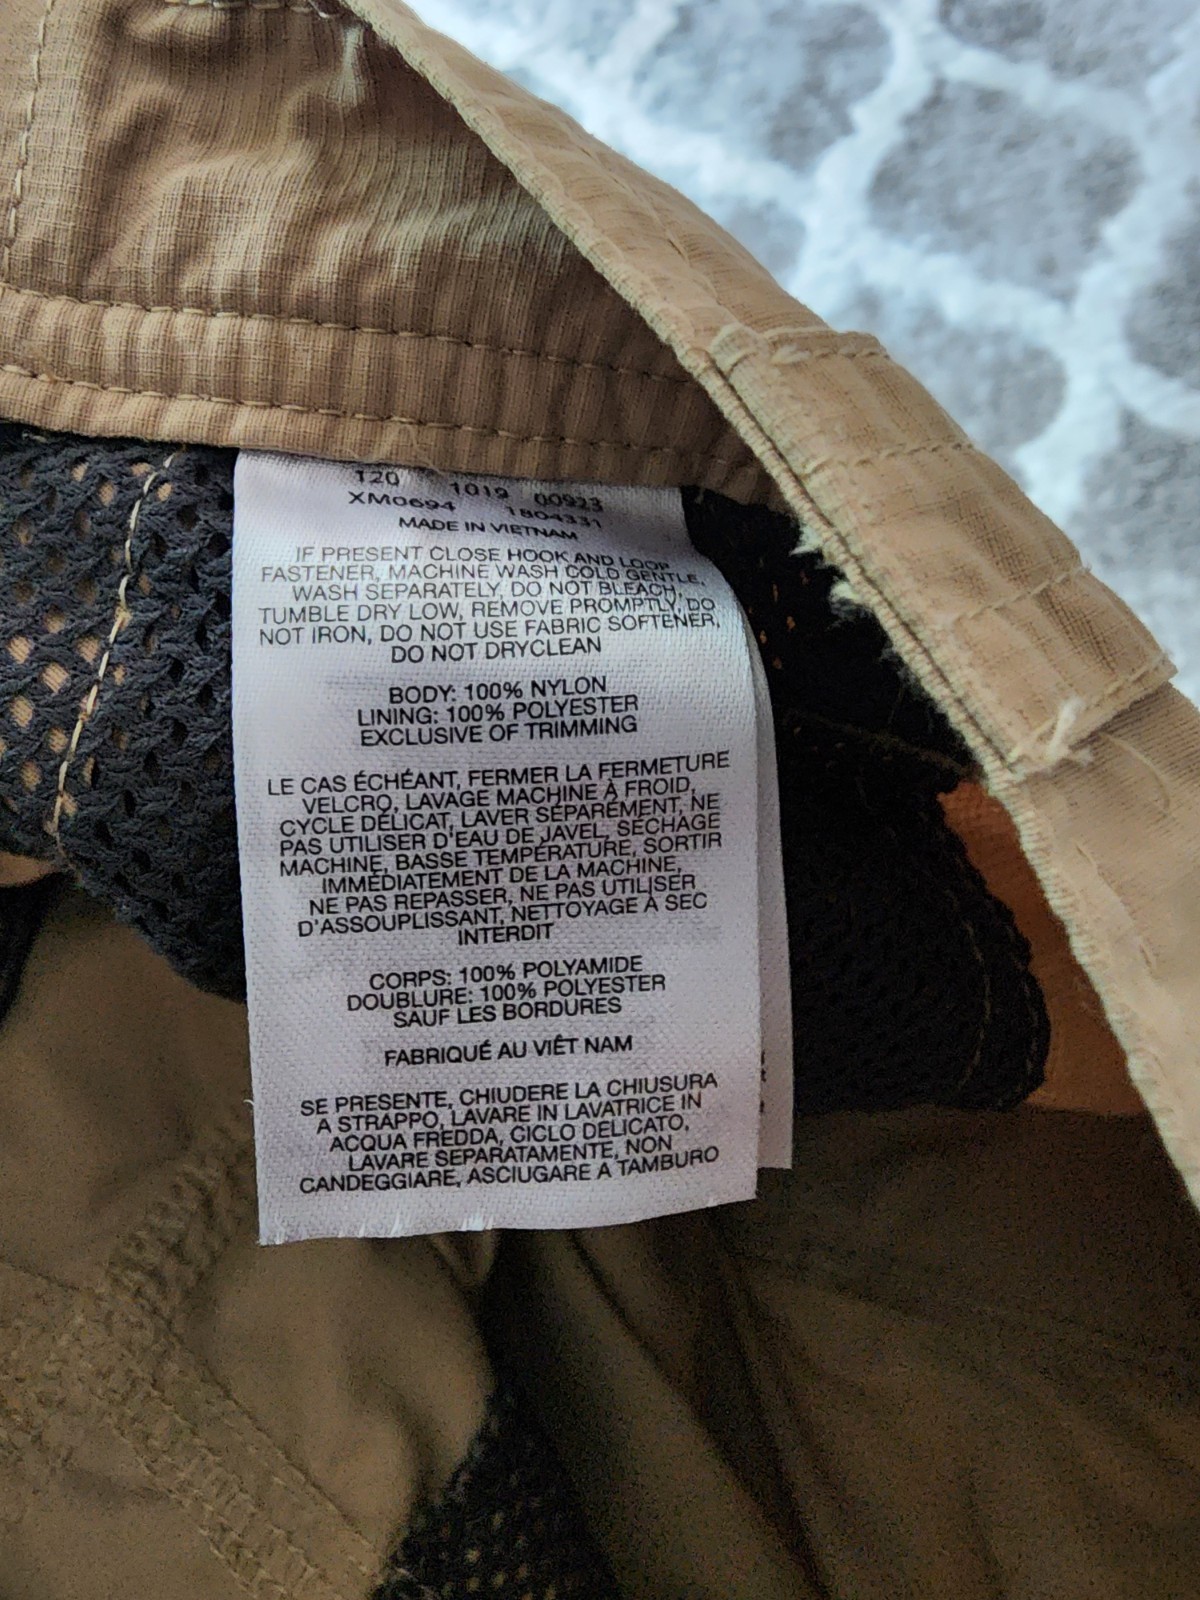 120 1019 00923
XM0694 1804331
MADE IN VIETNAM
IF PRESENT CLOSE HOOK AND LOOP
FASTENER, MACHINE WASH COLD GENTLE,
WASH SEPARATELY, DO NOT BLEACH,
TUMBLE DRY LOW, REMOVE PROMPTLY, DO
NOT IRON, DO NOT USE FABRIC SOFTENER,
DO NOT DRYCLEAN
BODY: 100% NYLON
LINING: 100% POLYESTER
EXCLUSIVE OF TRIMMING
LE CAS ÉCHÉANT, FERMER LA FERMETURE
VELCRO, LAVAGE MACHINE À FROID,
CYCLE DÉLICAT, LAVER SÉPARÉMENT, NE
PAS UTILISER D'EAU DE JAVEL, SÉCHAGE
MACHINE, BASSE TEMPÉRATURE, SORTIR
IMMÉDIATEMENT DE LA MACHINE,
NE PAS REPASSER, NE PAS UTILISER
D'ASSOUPLISSANT, NETTOYAGE À SEC
INTERDIT
CORPS: 100% POLYAMIDE
DOUBLURE: 100% POLYESTER
SAUF LES BORDURES
FABRIQUÉ AU VIÊT NAM
SE PRESENTE, CHIUDERE LA CHIUSURA
A STRAPPO, LAVARE IN LAVATRICE IN
ACQUA FREDDA, CICLO DELICATO,
LAVARE SEPARATAMENTE, NON
CANDEGGIARE, ASCIUGARE A TAMBURO